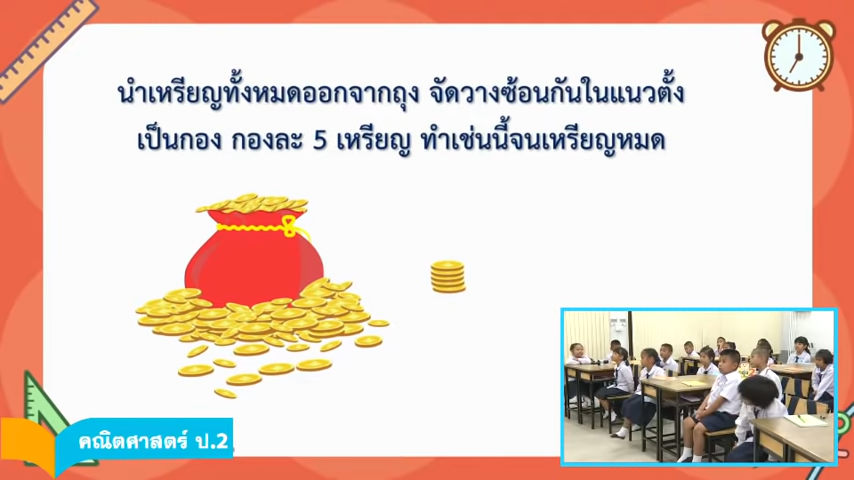 นำเหรียญทั้งหมดออกจากถุง จัดวางซ้อนกันในแนวตั้ง
เป็นกอง กองละ 5 เหรียญ ทำเช่นนี้จนเหรียญหมด
คณิตศาสตร์ ป.2